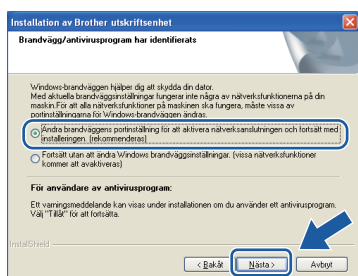 Installation av Brother utskriftsenhet
Brandvägg/antivirusprogram har identifierats
Windows-brandväggen hjälper dig att skydda din dator.
Med aktuella brandväggsinställningar fungerar inte några av nätverksfunktionerna på din
maskin.För att alla nätverksfunktioner på maskinen ska fungera, måste vissa av
portinställningarna för Windows-brandväggen ändras.
Ändra brandväggens portinställning för att aktivera nätverksanslutningen och fortsätt med
installeringen. (rekommenderas)
Fortsätt utan att ändra Windows brandväggsinställningar. (vissa nätverksfunktioner
kommer att avaktiveras)
För användare av antivirusprogram:
Ett varningsmeddelande kan visas under installationen om du använder ett antivirusprogram.
Välj "Tillåt" för att fortsätta.
InstallShield
< Bakåt
Nästa >
Avbryt